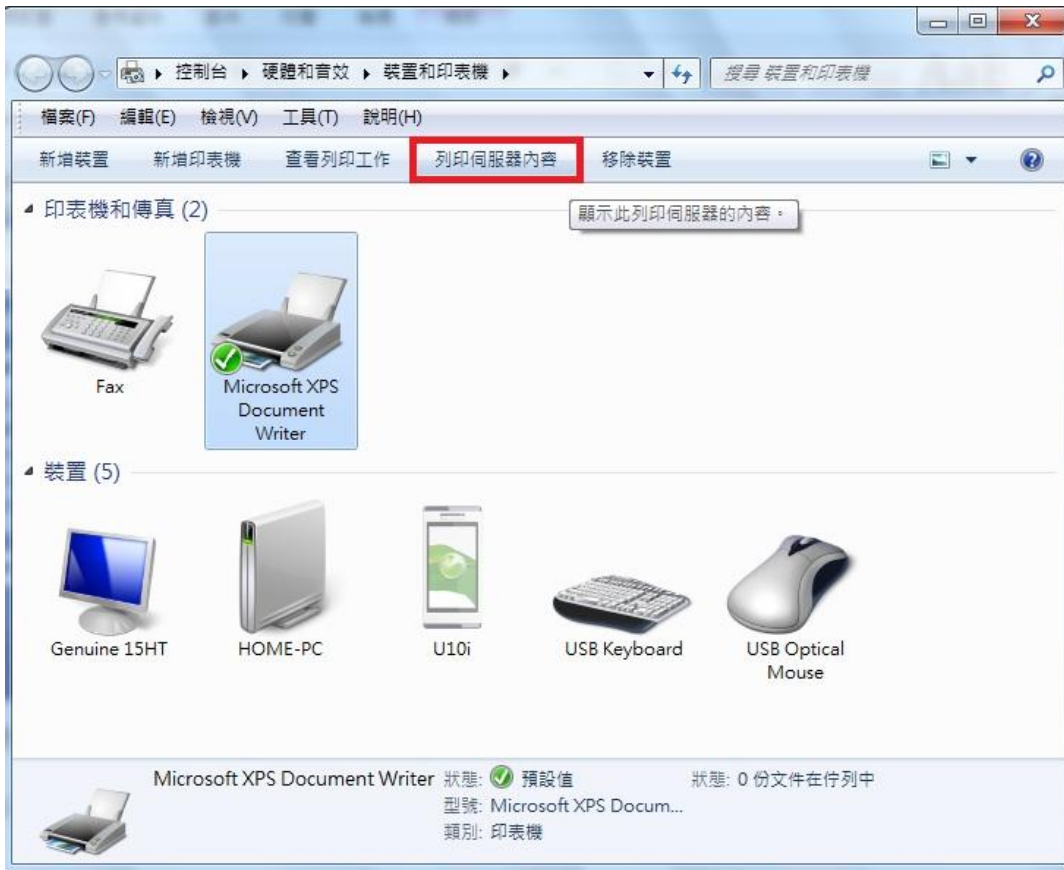 控制台 硬體和音效 裝置和印表機 搜尋 裝置和印表機
檔案(F) 編輯(E) 檢視(V) 工具(T) 說明(H)
新增裝置 新增印表機 查看列印工作 列印伺服器內容 移除裝置
印表機和傳真 (2)
顯示此列印伺服器的內容。
Fax
Microsoft XPS
Document
Writer
裝置 (5)
Genuine 15HT
HOME-PC
U10i
USB Keyboard
USB Optical
Mouse
Microsoft XPS Document Writer 狀態: 預設值 狀態: 0 份文件在佇列中
型號: Microsoft XPS Docum...
類別: 印表機